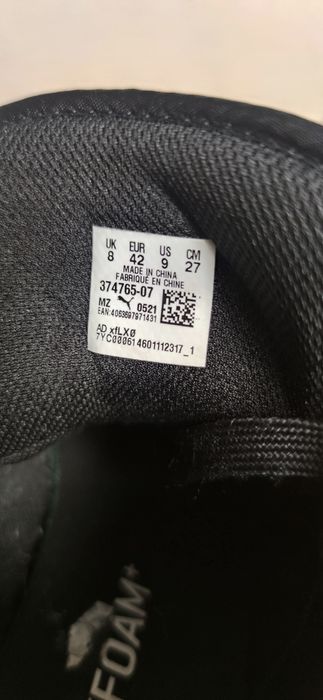 UK EUR US CM
8 42 9 27
MADE IN CHINA
FABRIQUÉ EN CHINE
374765-07
MZ 0521
EAN:4063697971431
AD xfLXø
7YC000614601112317_1
FOAM+